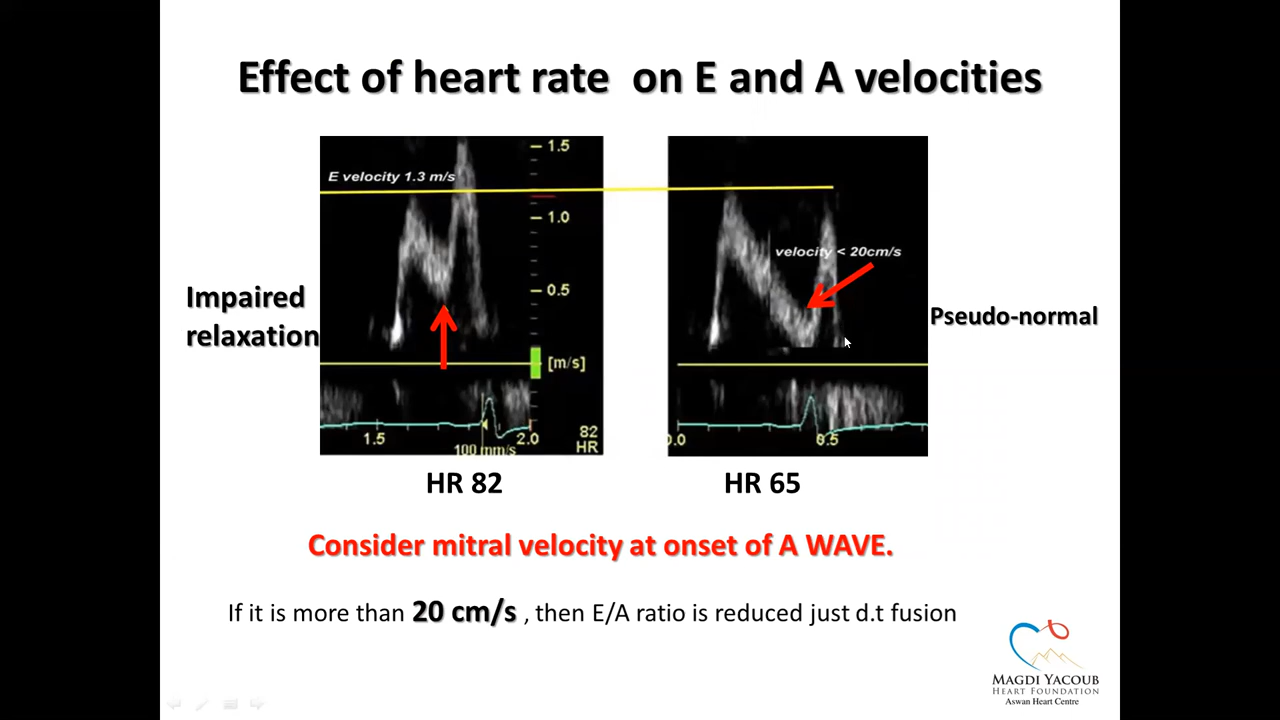 Effect of heart rate  on E and A velocities
E velocity 1.3 m/s
1.5
1.0
0.5
[m/s]
1.5
2.0
100 mm/s
82
HR
velocity < 20cm/s
0.0
0.5
Impaired
relaxation
Pseudo-normal
HR 82
HR 65
Consider mitral velocity at onset of A WAVE.
If it is more than 20 cm/s , then E/A ratio is reduced just d.t fusion
MAGDI YACOUB
HEART FOUNDATION
Aswan Heart Centre